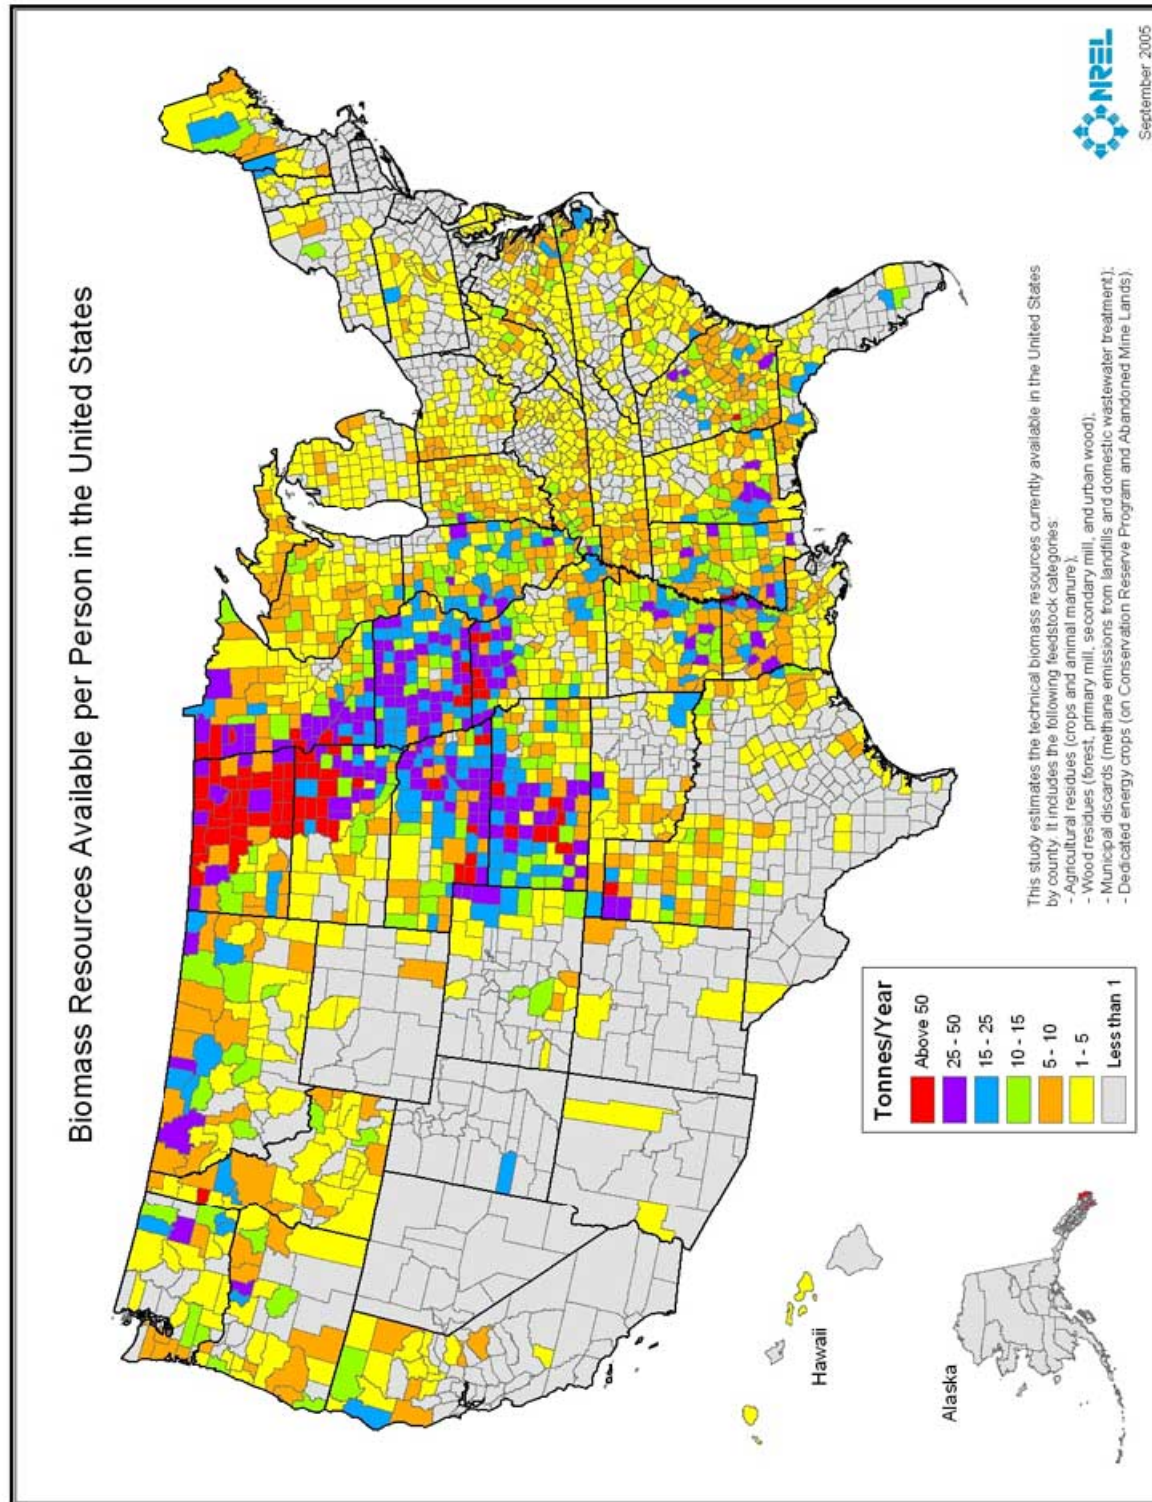 Biomass Resources Available per Person in the United States
Hawaii
Alaska
Tonnes/Year
Above 50
25 - 50
15 - 25
10 - 15
5 - 10
1 - 5
Less than 1
This study estimates the technical biomass resources currently available in the United States
by county. It includes the following feedstock categories:
- Agricultural residues (crops and animal manure);
- Wood residues (forest, primary mill, secondary mill, and urban wood);
- Municipal discards (methane emissions from landfills and domestic wastewater treatment);
- Dedicated energy crops (on Conservation Reserve Program and Abandoned Mine Lands).
NREL
September 2005